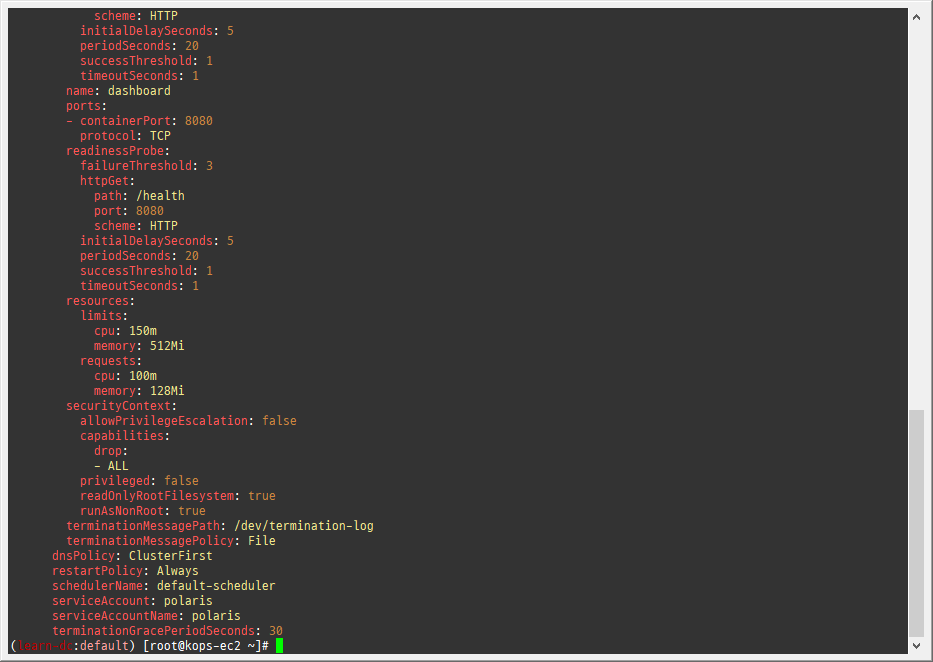 scheme: HTTP
initialDelaySeconds: 5
periodSeconds: 20
successThreshold: 1
timeoutSeconds: 1
name: dashboard
ports:
- containerPort: 8080
protocol: TCP
readinessProbe:
failureThreshold: 3
httpGet:
path: /health
port: 8080
scheme: HTTP
initialDelaySeconds: 5
periodSeconds: 20
successThreshold: 1
timeoutSeconds: 1
resources:
limits:
cpu: 150m
memory: 512Mi
requests:
cpu: 100m
memory: 128Mi
securityContext:
allowPrivilegeEscalation: false
capabilities:
drop:
- ALL
privileged: false
readOnlyRootFilesystem: true
runAsNonRoot: true
terminationMessagePath: /dev/termination-log
terminationMessagePolicy: File
dnsPolicy: ClusterFirst
restartPolicy: Always
schedulerName: default-scheduler
serviceAccount: polaris
serviceAccountName: polaris
terminationGracePeriodSeconds: 30
(:default) [root@kops-ec2 ~]#